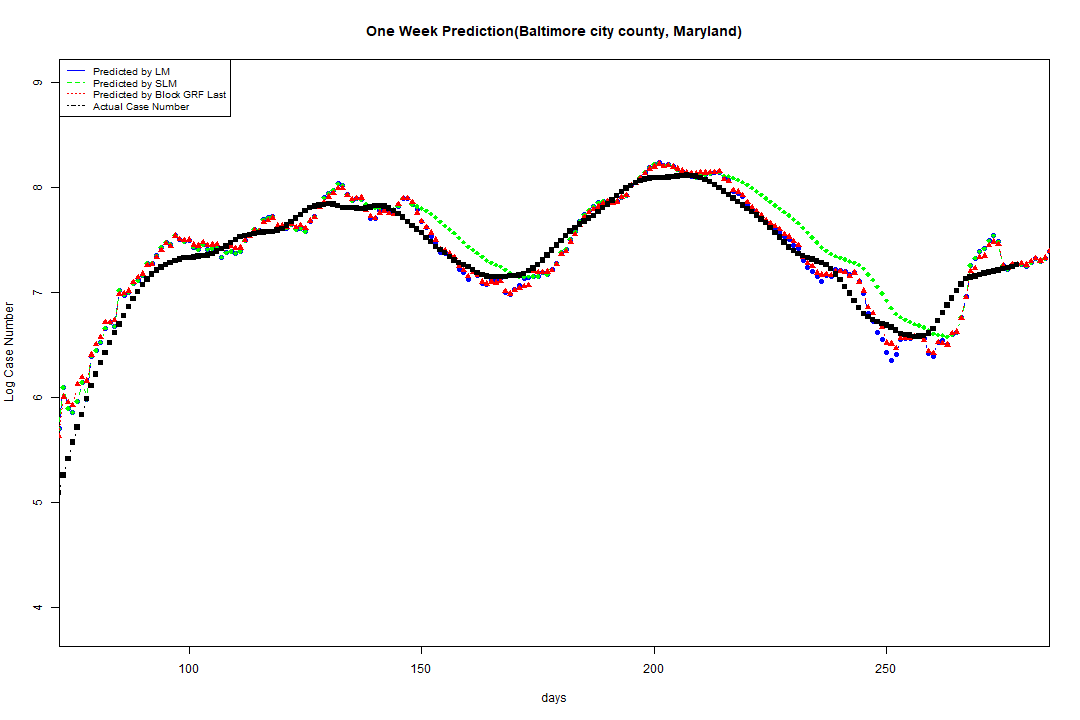 One Week Prediction(Baltimore city county, Maryland)
Predicted by LM
Predicted by SLM
Predicted by Block GRF Last
Actual Case Number
9
8
7
6
5
4
Log Case Number
100
150
200
250
days